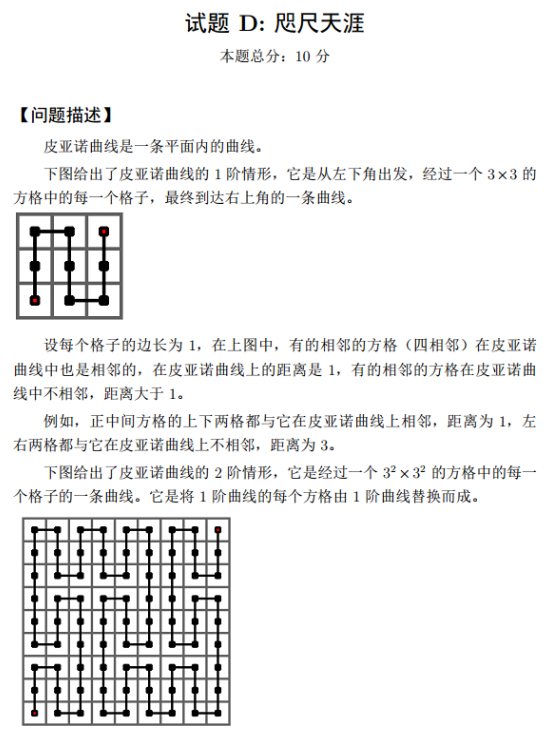 试题 D: 咫尺天涯
本题总分：10 分
【问题描述】
皮亚诺曲线是一条平面内的曲线。
下图给出了皮亚诺曲线的 1 阶情形，它是从左下角出发，经过一个 3×3 的
方格中的每一个格子，最终到达右上角的一条曲线。
设每个格子的边长为 1，在上图中，有的相邻的方格（四相邻）在皮亚诺
曲线中也是相邻的，在皮亚诺曲线上的距离是 1，有的相邻的方格在皮亚诺曲
线中不相邻，距离大于 1。
例如，正中间方格的上下两格都与它在皮亚诺曲线上相邻，距离为 1，左
右两格都与它在皮亚诺曲线上不相邻，距离为 3。
下图给出了皮亚诺曲线的 2 阶情形，它是经过一个 3² × 3² 的方格中的每一
个格子的一条曲线。它是将 1 阶曲线的每个方格由 1 阶曲线替换而成。